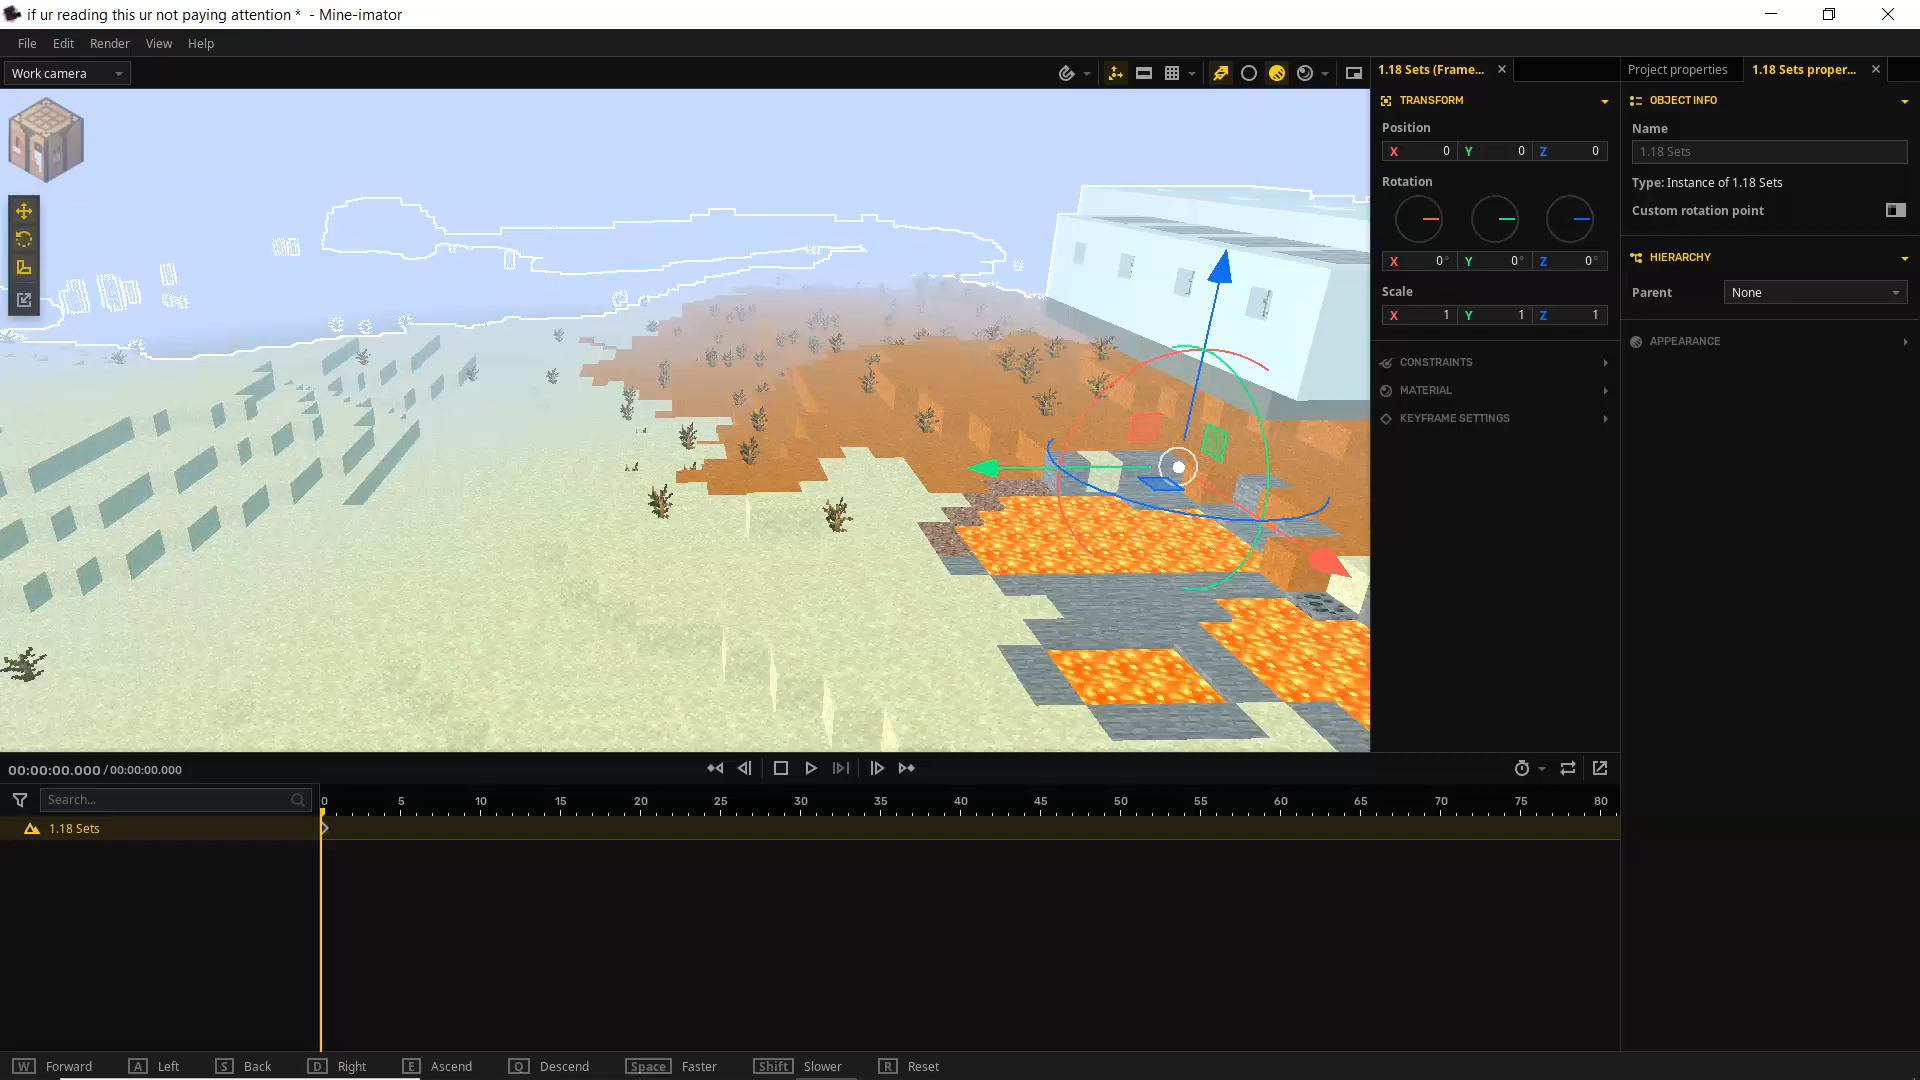 if ur reading this ur not paying attention * - Mine-imator
File Edit Render View Help
Work camera
1.18 Sets (Frame...
Project properties
1.18 Sets proper...
TRANSFORM
Position
X 0 Y 0 Z 0
Rotation
X 0° Y 0° Z 0°
Scale
X 1 Y 1 Z 1
CONSTRAINTS
MATERIAL
KEYFRAME SETTINGS
OBJECT INFO
Name
1.18 Sets
Type: Instance of 1.18 Sets
Custom rotation point
HIERARCHY
Parent None
APPEARANCE
00:00:00.000 / 00:00:00.000
Search...
0 5 10 15 20 25 30 35 40 45 50 55 60 65 70 75 80
1.18 Sets
W Forward A Left S Back D Right E Ascend Q Descend Space Faster Shift Slower R Reset